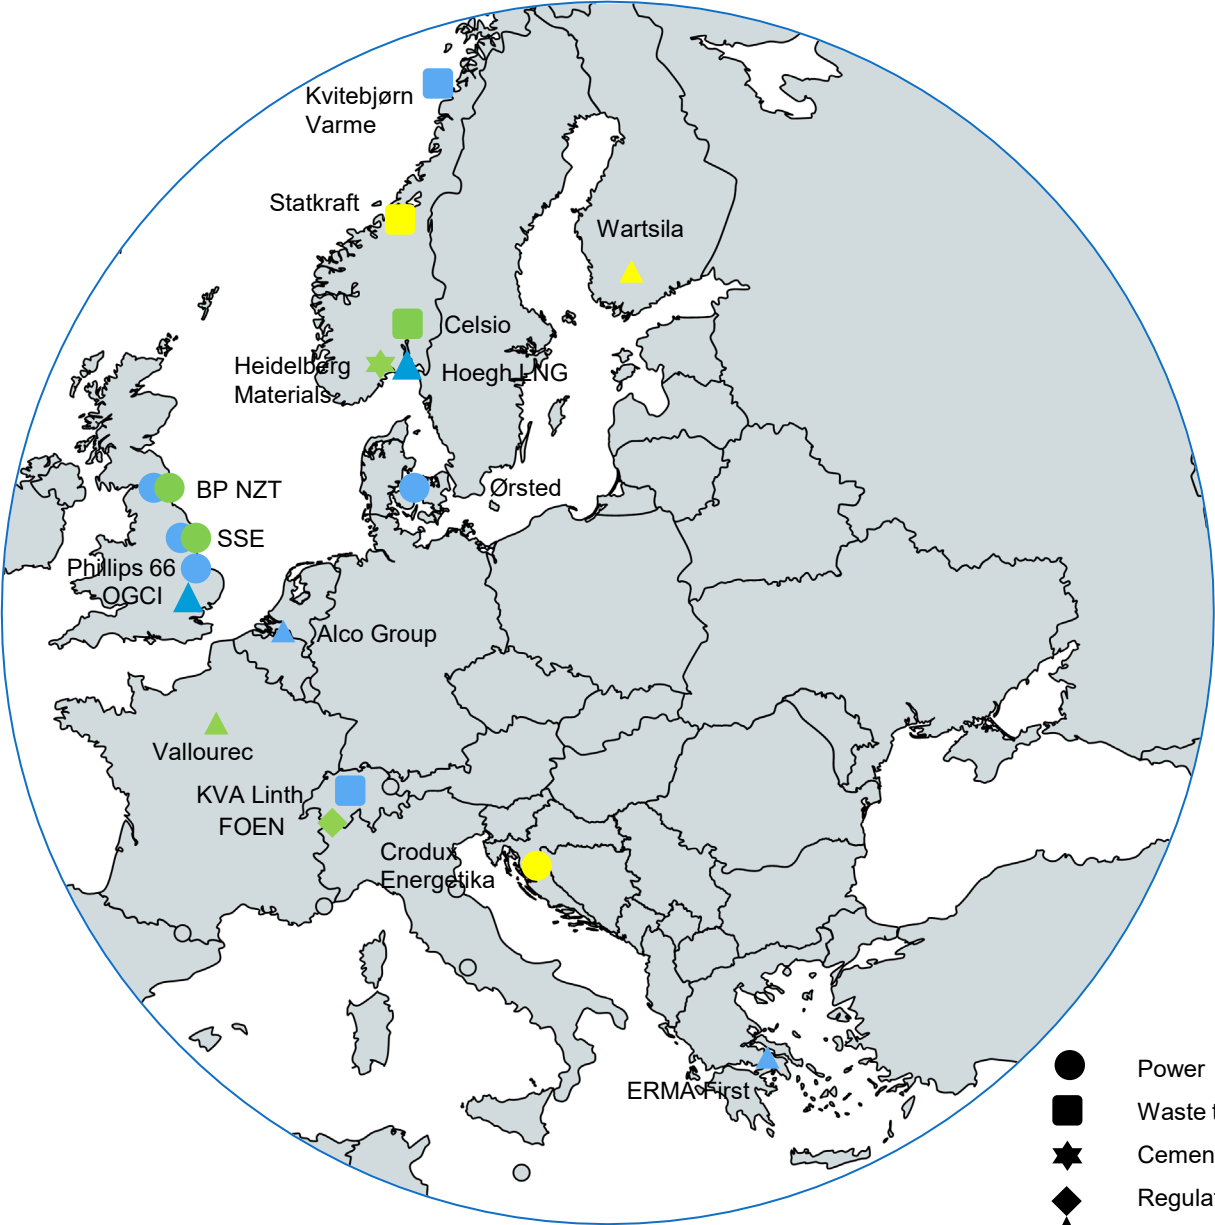 Kvitebjørn
Varme
Statkraft
Wartsila
Celsio
Heidelberg
Materials
Hoegh LNG
BP NZT
Ørsted
SSE
Phillips 66
OGCI
Alco Group
Vallourec
KVA Linth
FOEN
Crodux
Energetika
ERMA First
Power
Waste t
Cemen
Regula